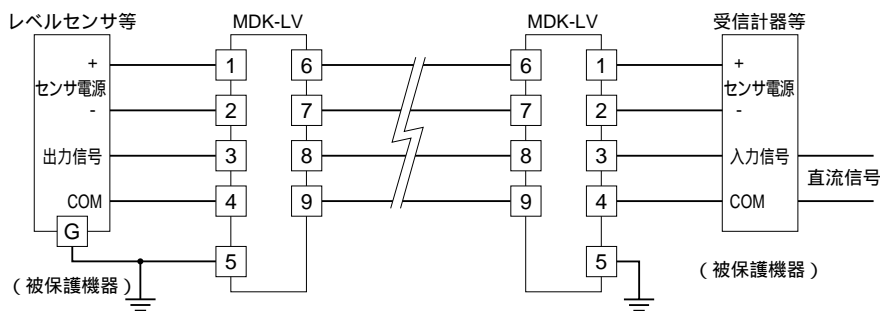 レベルセンサ等 MDK-LV MDK-LV 受信計器等
+ 1 6 6 1 +
センサ電源 センサ電源
- 2 7 7 2 -
出力信号 3 8 8 3 入力信号
直流信号
COM 4 9 9 4 COM
G
5 5
(被保護機器) (被保護機器)